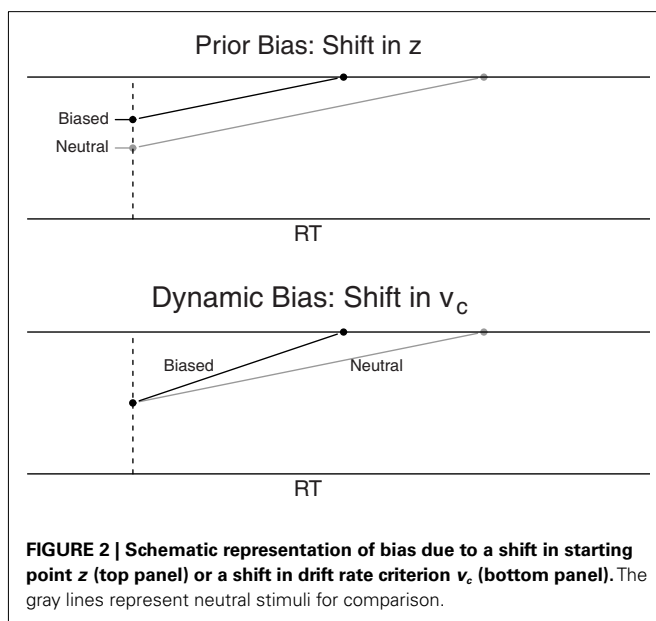 Prior Bias: Shift in z
Biased
Neutral
RT
Dynamic Bias: Shift in v_c
Biased Neutral
RT
FIGURE 2 | Schematic representation of bias due to a shift in starting
point z (top panel) or a shift in drift rate criterion v_c (bottom panel). The
gray lines represent neutral stimuli for comparison.